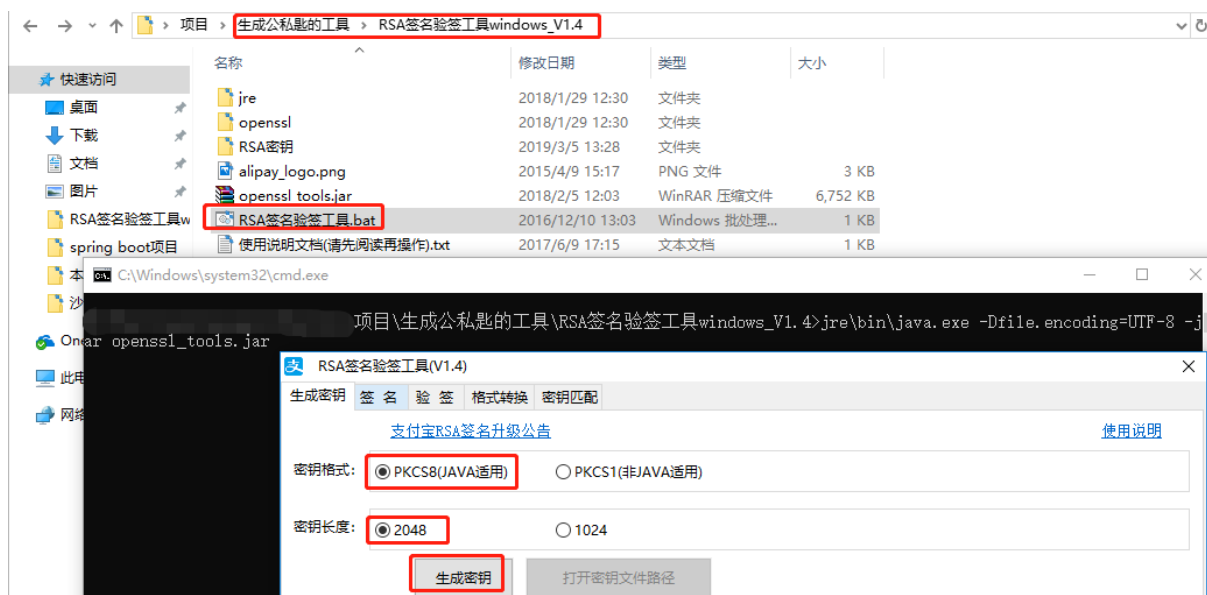 项目 生成公私匙的工具 RSA签名验签工具windows_V1.4
名称 修改日期 类型 大小
快速访问
桌面
下载
文档
图片
RSA签名验签工具w
spring boot项目
本
沙
One
此电
网络
jre 2018/1/29 12:30 文件夹
openssl 2018/1/29 12:30 文件夹
RSA密钥 2019/3/5 13:28 文件夹
alipay_logo.png 2015/4/9 15:17 PNG 文件 3 KB
openssl_tools.jar 2018/2/5 12:03 WinRAR 压缩文件 6,752 KB
RSA签名验签工具.bat 2016/12/10 13:03 Windows 批处理... 1 KB
使用说明文档(请先阅读再操作).txt 2017/6/9 17:15 文本文档 1 KB
C:\Windows\system32\cmd.exe
项目\生成公私匙的工具\RSA签名验签工具windows_V1.4>jre\bin\java.exe -Dfile.encoding=UTF-8 -j
ar openssl_tools.jar
RSA签名验签工具(V1.4)
生成密钥 签 名 验 签 格式转换 密钥匹配
支付宝RSA签名升级公告 使用说明
密钥格式: PKCS8(JAVA适用) PKCS1(非JAVA适用)
密钥长度: 2048 1024
生成密钥 打开密钥文件路径